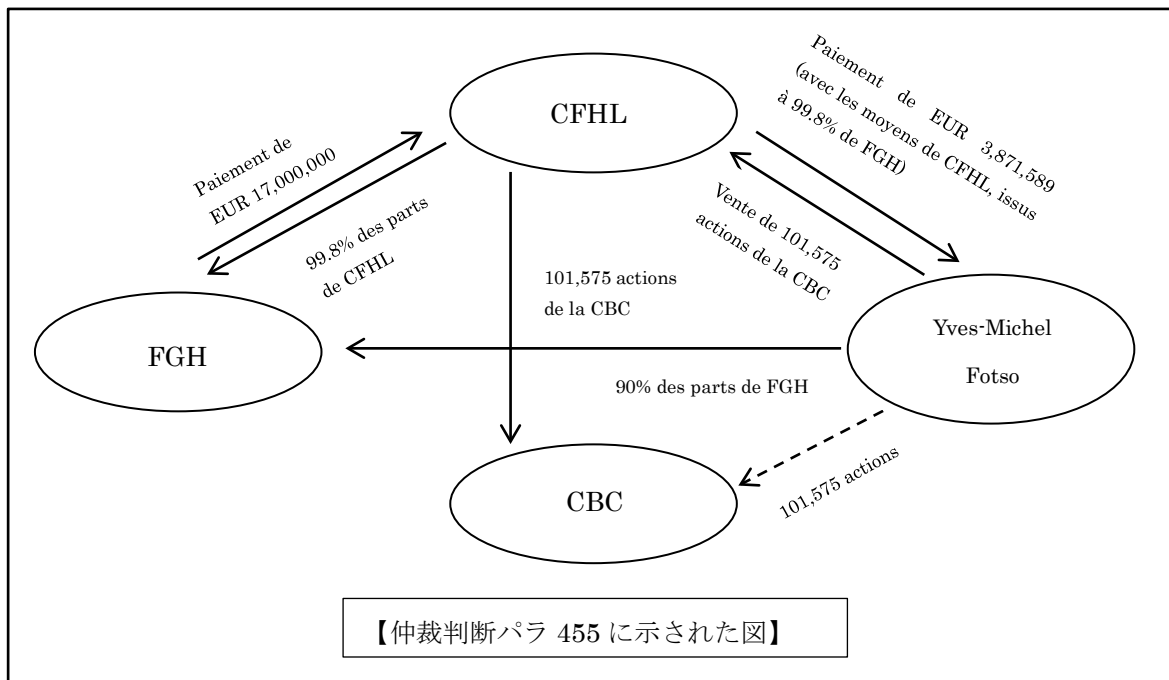 CFHL
Paiement de EUR 3,871,589
(avec les moyens de CFHL, issus
à 99.8% de FGH)
Paiement de
EUR 17,000,000
99.8% des parts
de CFHL
Vente de 101,575
actions de la CBC
101,575 actions
de la CBC
FGH
Yves-Michel
Fotso
90% des parts de FGH
CBC
101,575 actions
【仲裁判断パラ 455 に示された図】